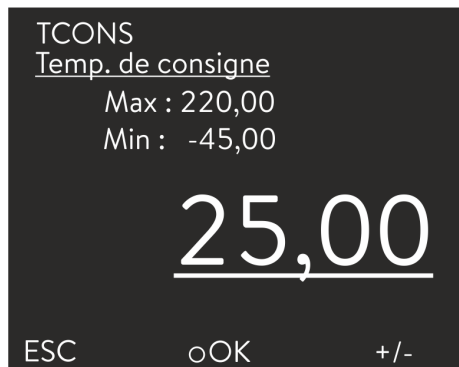 TCONS
Temp. de consigne
Max : 220,00
Min : -45,00
25,00
ESC ○OK +/-